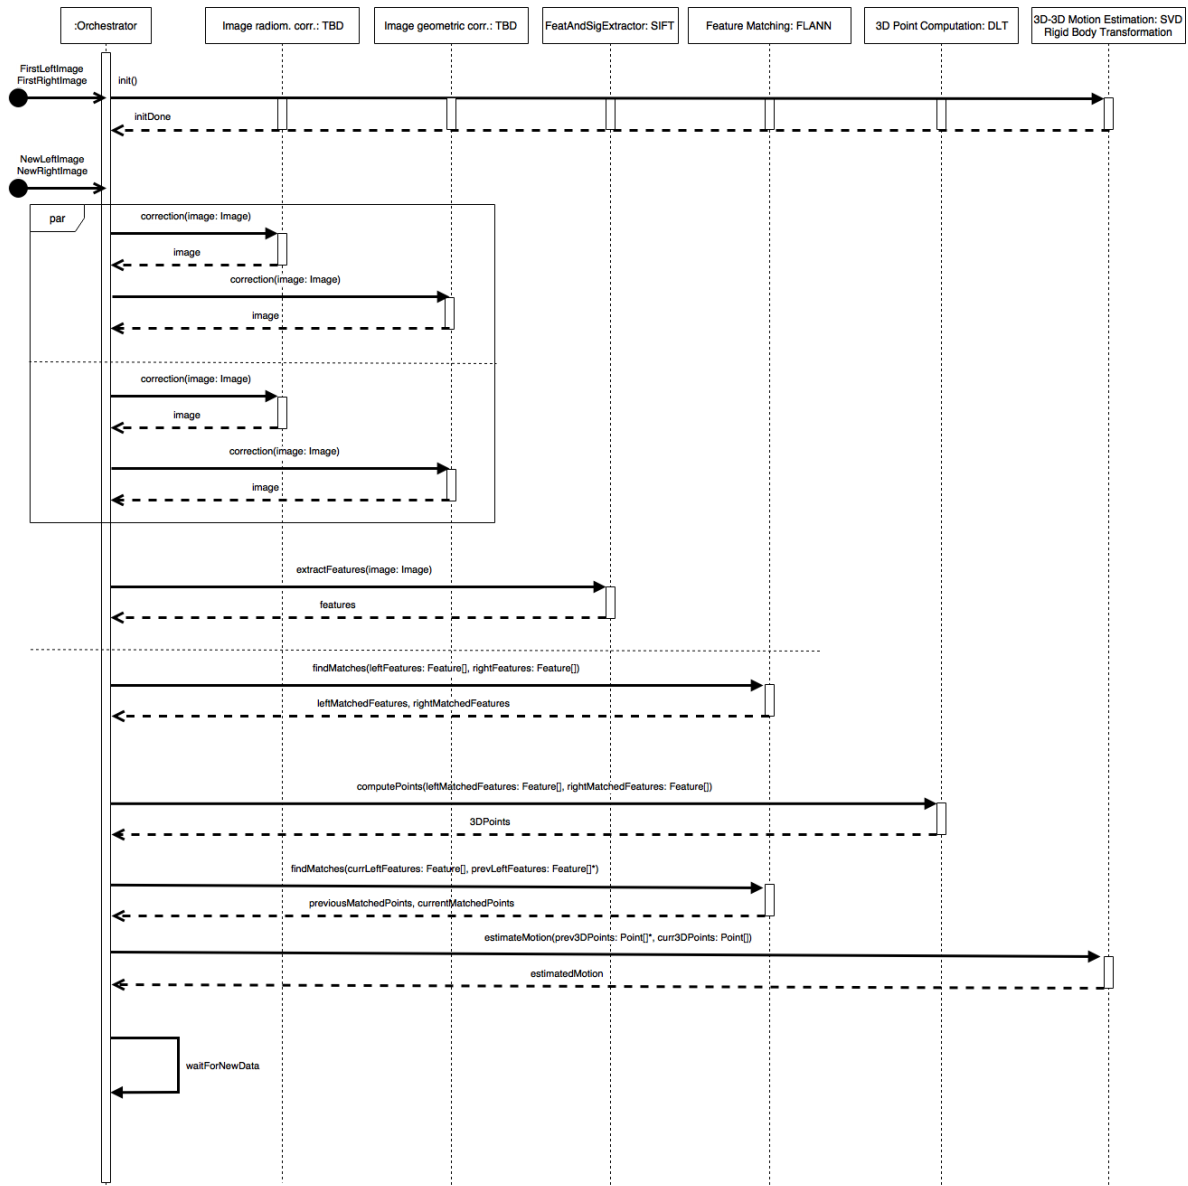 :Orchestrator
Image radiom. corr.: TBD
Image geometric corr.: TBD
FeatAndSigExtractor: SIFT
Feature Matching: FLANN
3D Point Computation: DLT
3D-3D Motion Estimation: SVD
Rigid Body Transformation
FirstLeftImage
FirstRightImage
init()
initDone
NewLeftImage
NewRightImage
par
correction(image: Image)
image
correction(image: Image)
image
correction(image: Image)
image
correction(image: Image)
image
extractFeatures(image: Image)
features
findMatches(leftFeatures: Feature[], rightFeatures: Feature[])
leftMatchedFeatures, rightMatchedFeatures
computePoints(leftMatchedFeatures: Feature[], rightMatchedFeatures: Feature[])
3DPoints
findMatches(currLeftFeatures: Feature[], prevLeftFeatures: Feature[]*)
previousMatchedPoints, currentMatchedPoints
estimateMotion(prev3DPoints: Point[]*, curr3DPoints: Point[])
estimatedMotion
waitForNewData